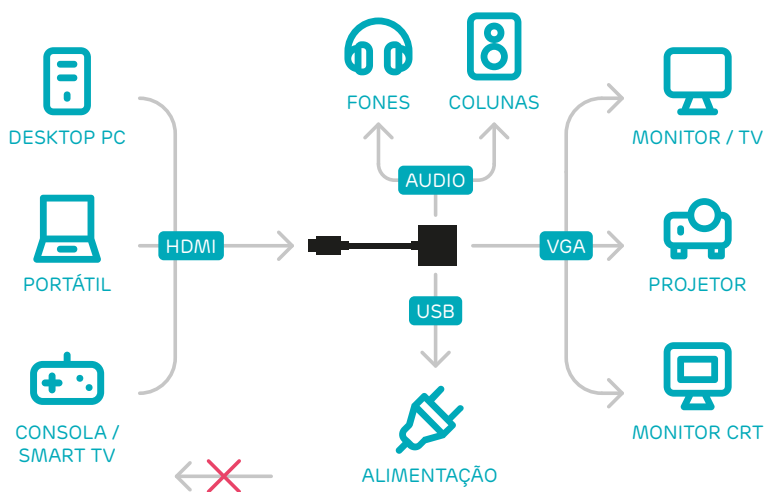 FONES
COLUNAS
DESKTOP PC
MONITOR / TV
AUDIO
HDMI
VGA
PORTÁTIL
PROJETOR
USB
CONSOLA /
SMART TV
MONITOR CRT
ALIMENTAÇÃO